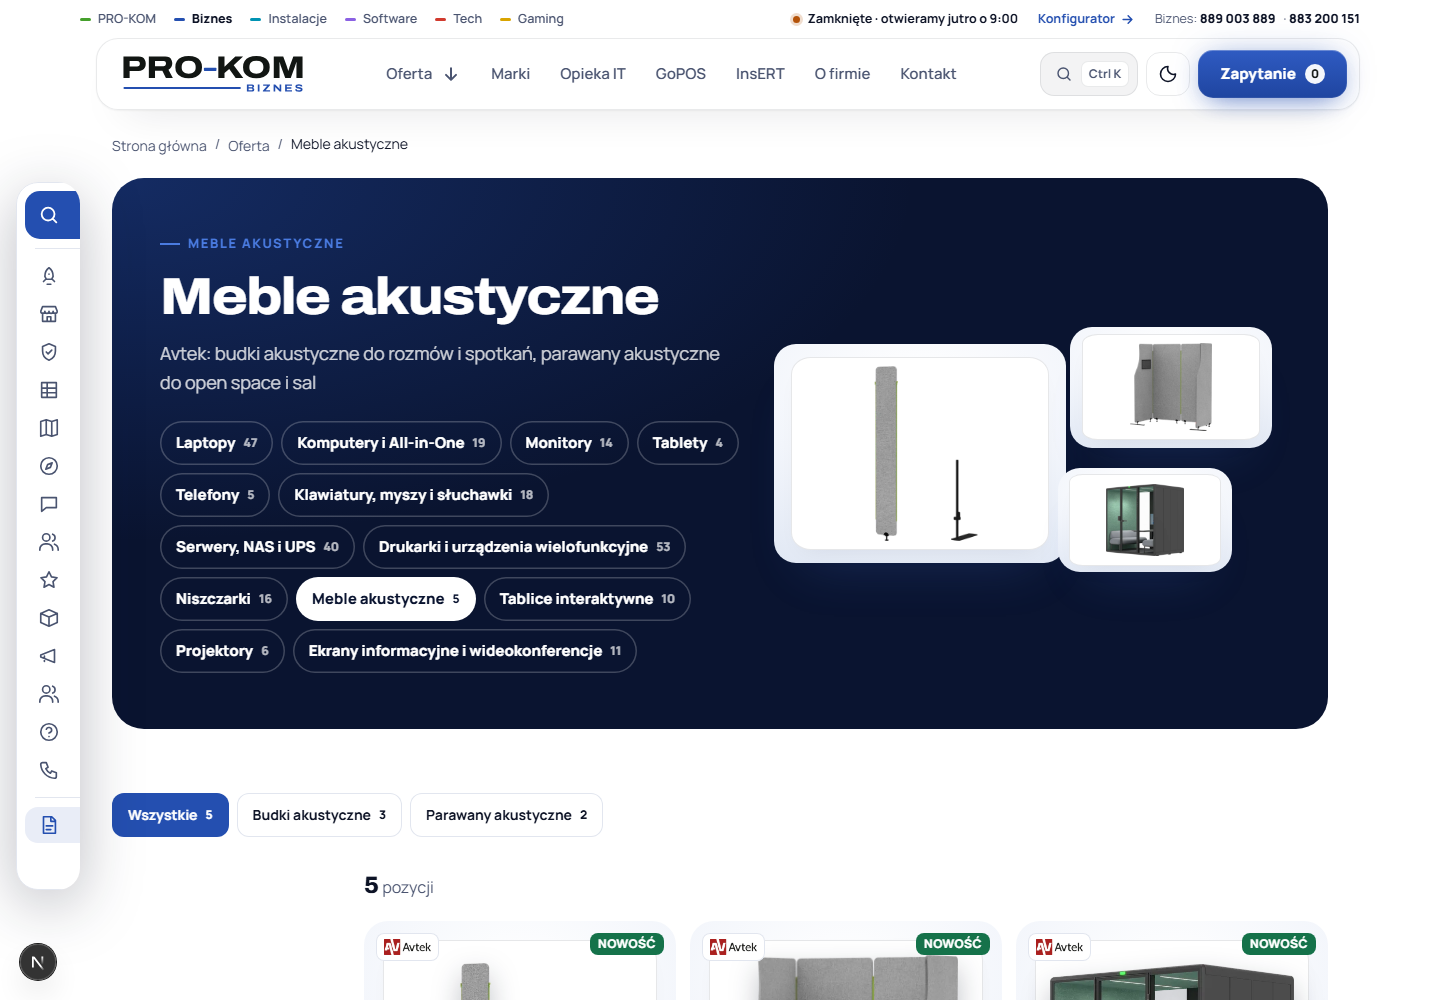 PRO-KOM Biznes Instalacje Software Tech Gaming Zamknięte · otwieramy jutro o 9:00 Konfigurator → Biznes: 889 003 889 · 883 200 151
PRO-KOM
BIZNES
Oferta Marki Opieka IT GoPOS InsERT O firmie Kontakt Ctrl K Zapytanie 0
Strona główna / Oferta / Meble akustyczne
MEBLE AKUSTYCZNE
Meble akustyczne
Avtek: budki akustyczne do rozmów i spotkań, parawany akustyczne
do open space i sal
Laptopy 47 Komputery i All-in-One 19 Monitory 14 Tablety 4
Telefony 5 Klawiatury, myszy i słuchawki 18
Serwery, NAS i UPS 40 Drukarki i urządzenia wielofunkcyjne 53
Niszczarki 16 Meble akustyczne 5 Tablice interaktywne 10
Projektory 6 Ekrany informacyjne i wideokonferencje 11
Wszystkie 5 Budki akustyczne 3 Parawany akustyczne 2
5 pozycji
AV Avtek NOWOŚĆ AV Avtek NOWOŚĆ AV Avtek NOWOŚĆ
N